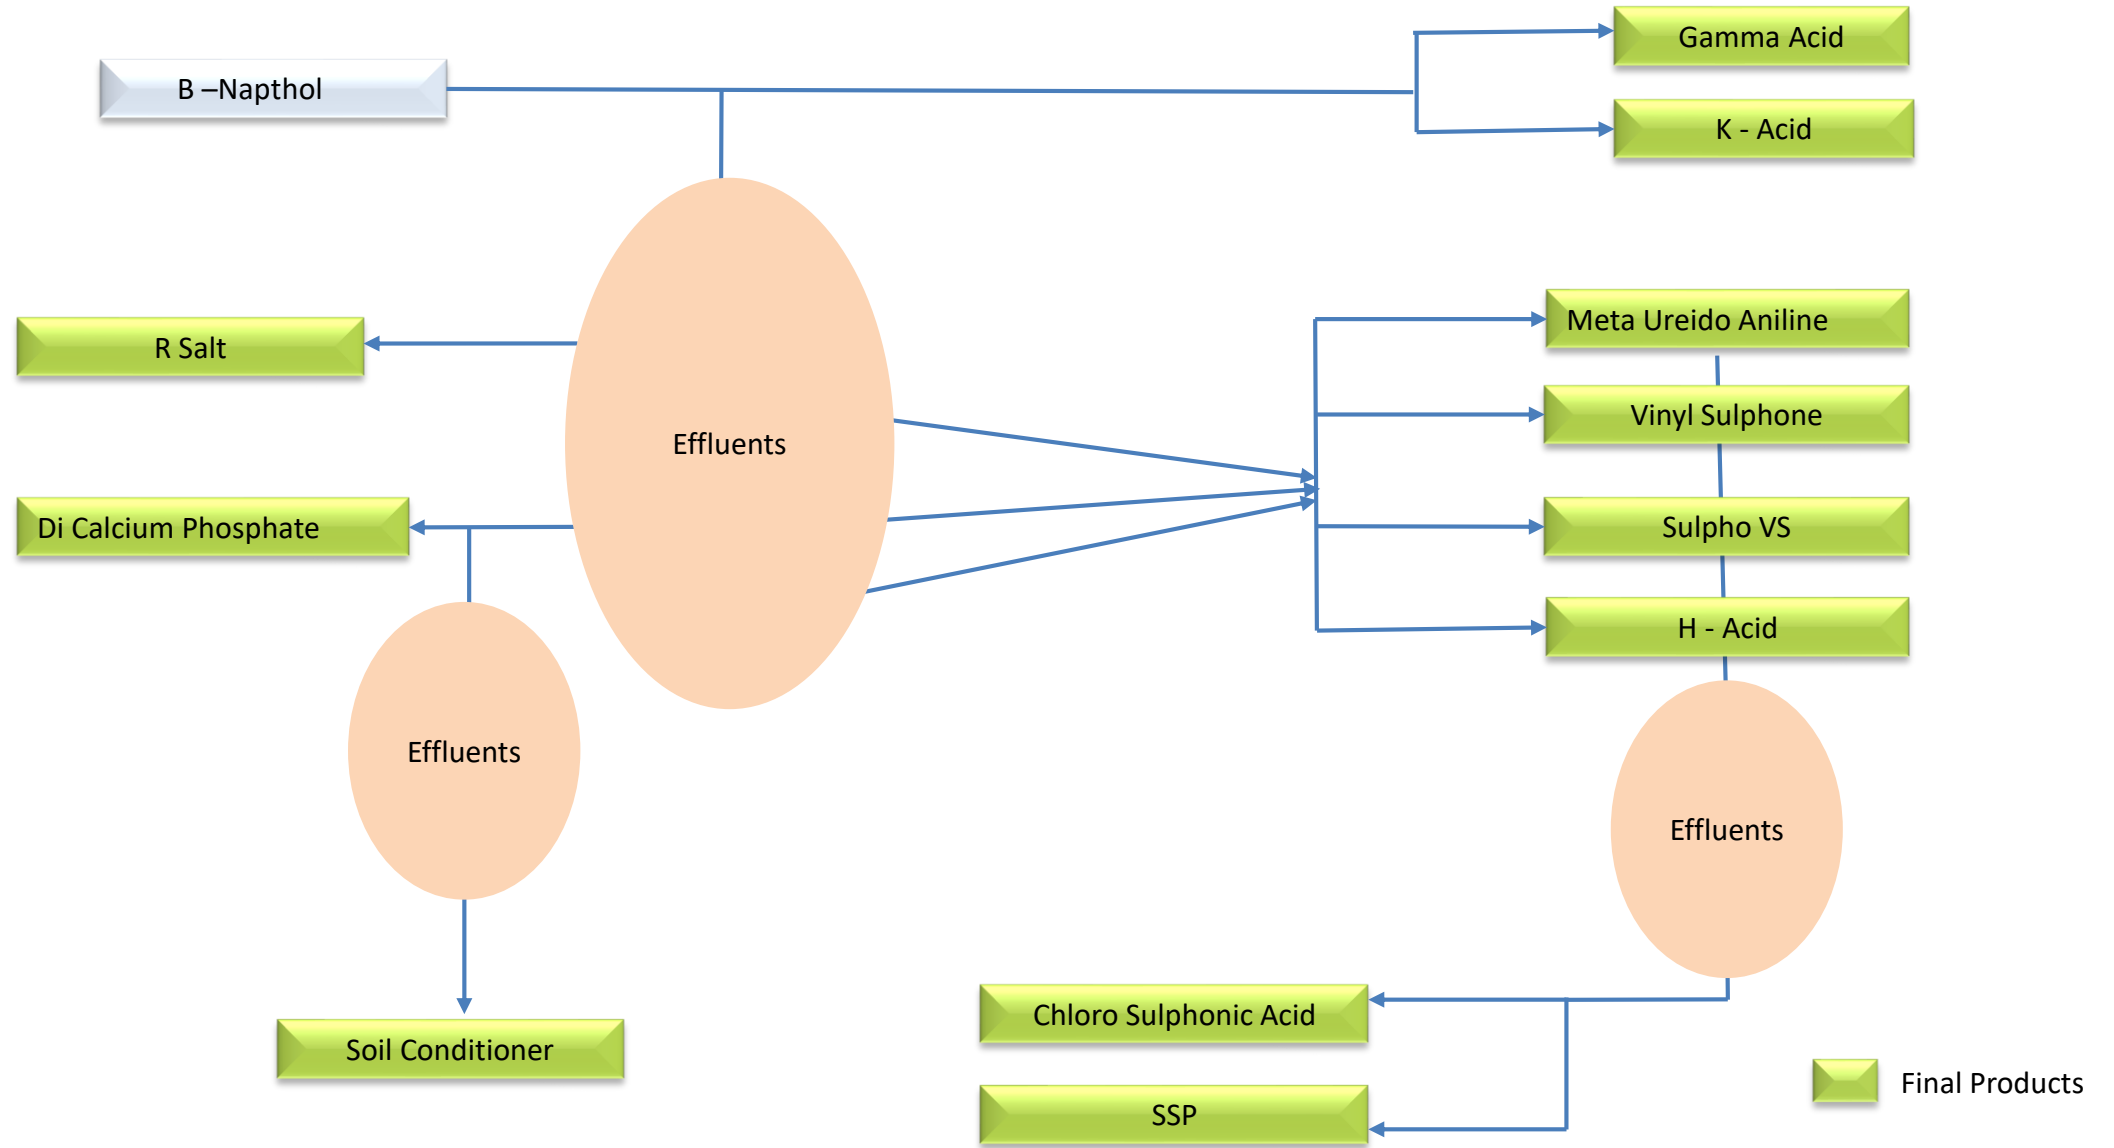 Gamma Acid
B –Napthol
K - Acid
Meta Ureido Aniline
R Salt
Vinyl Sulphone
Effluents
Di Calcium Phosphate
Sulpho VS
H - Acid
Effluents
Effluents
Chloro Sulphonic Acid
Soil Conditioner
Final Products
SSP